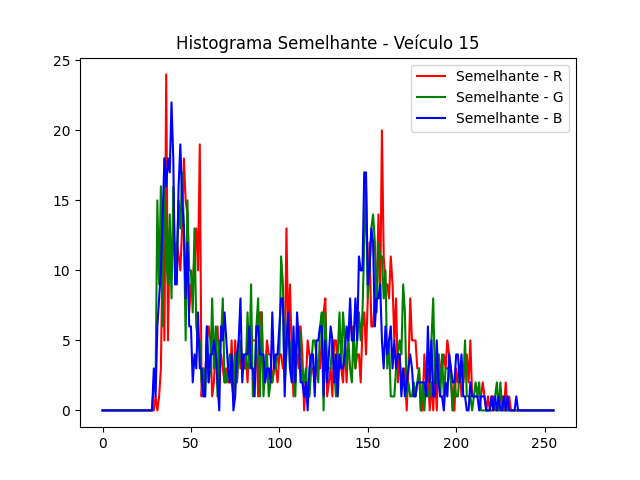 Histograma Semelhante - Veículo 15
Semelhante - R
Semelhante - G
Semelhante - B
25
20
15
10
5
0
0 50 100 150 200 250